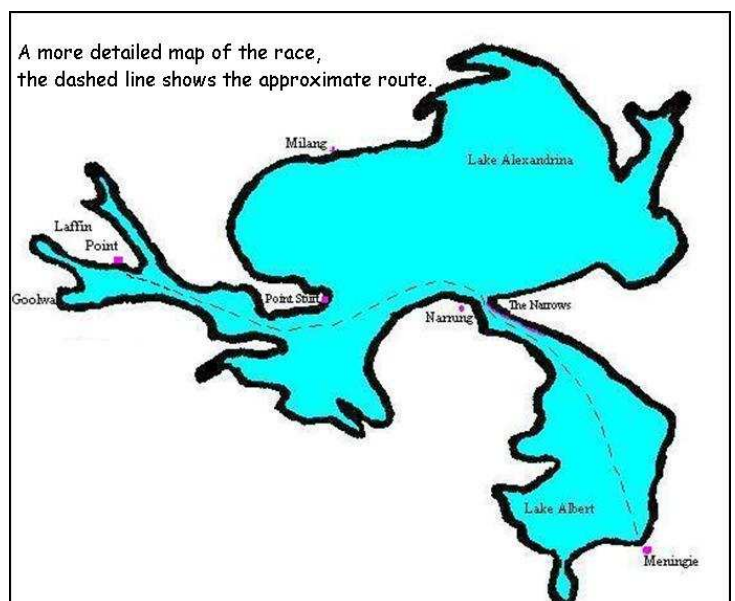 A more detailed map of the race,
the dashed line shows the approximate route.
Milang
Lake Alexandrina
Laffin
Point
Goolwa
Point Sturt
The Narrows
Narrung
Lake Albert
Meningie